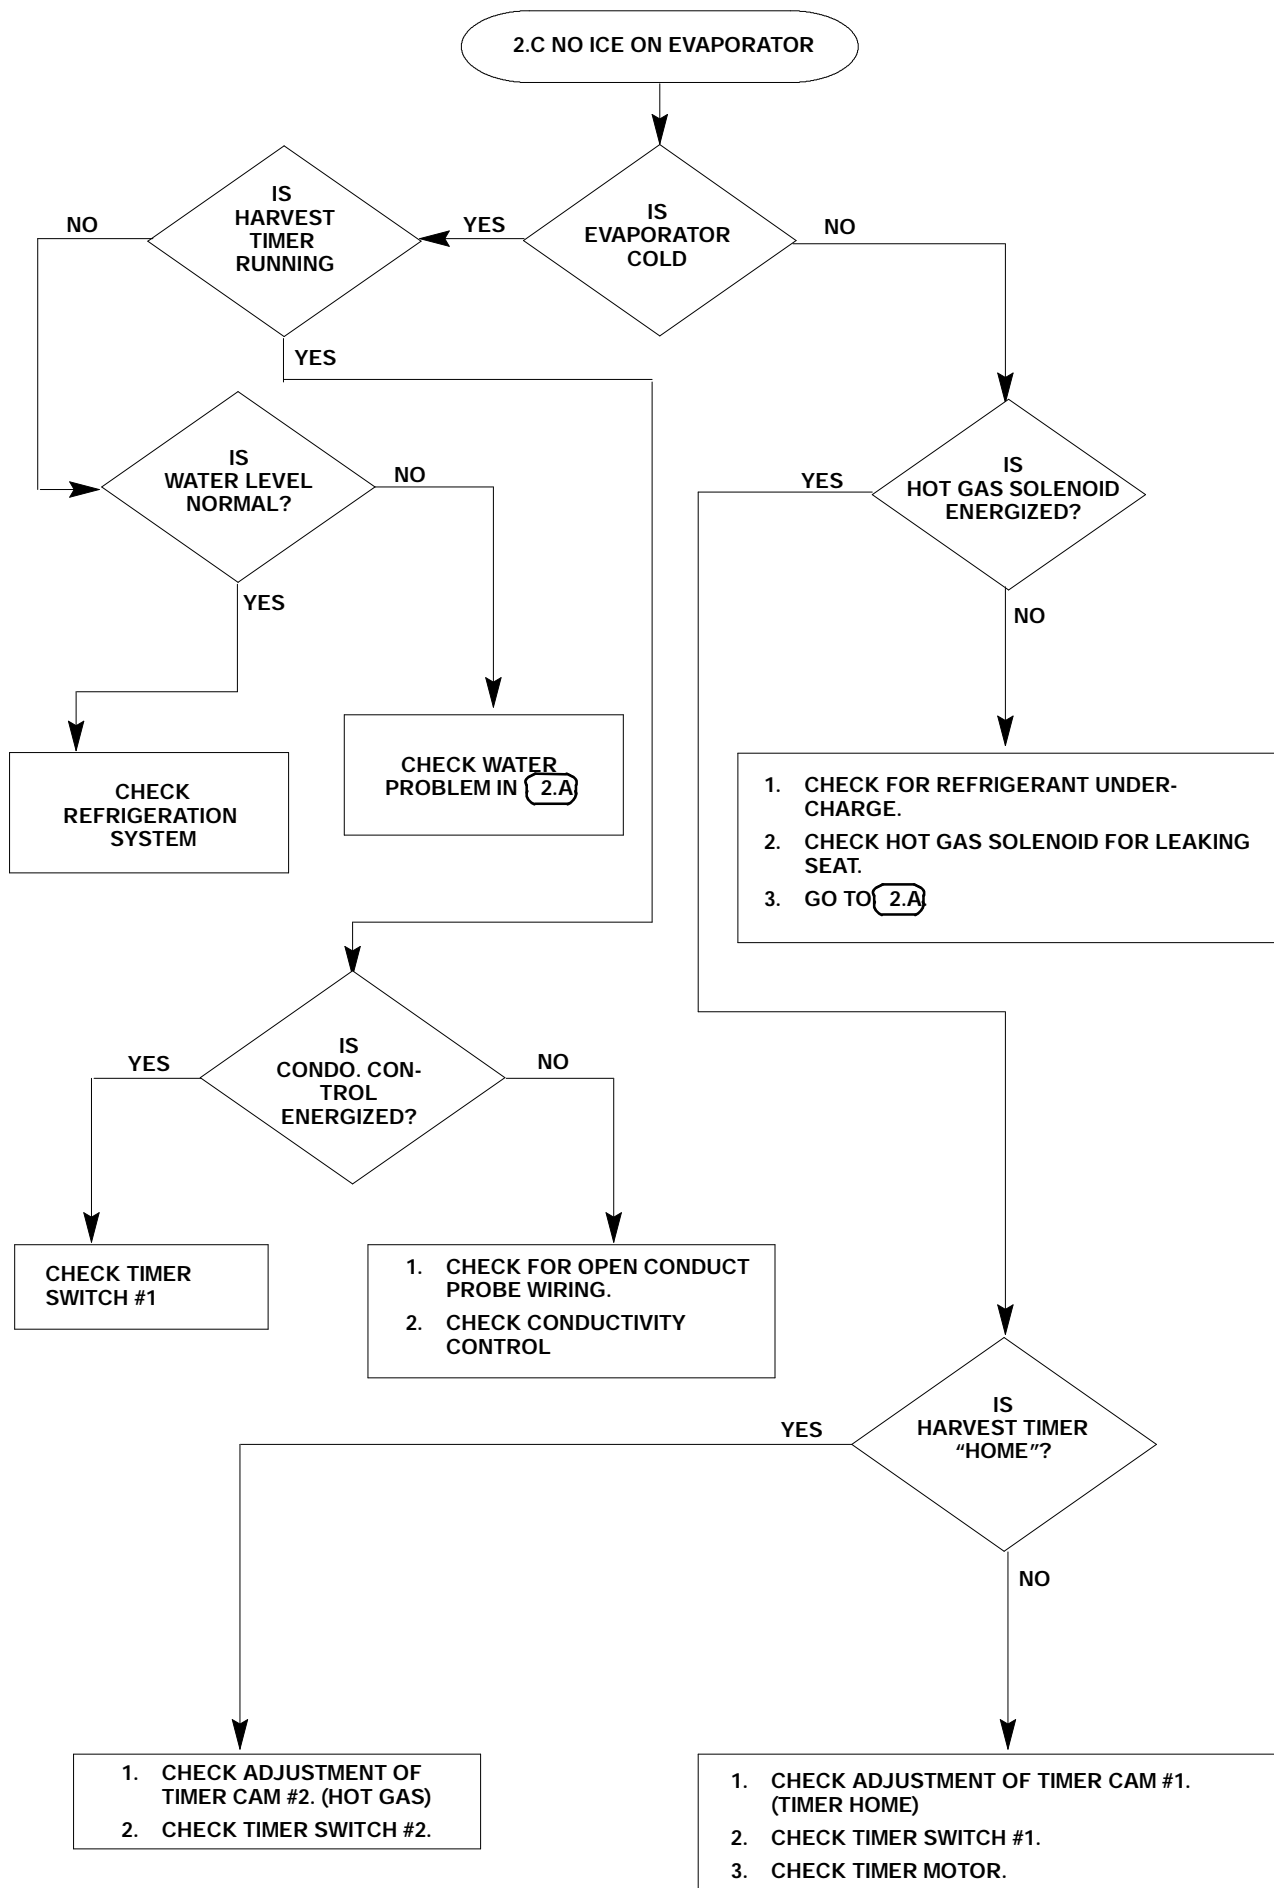 2.C NO ICE ON EVAPORATOR
IS
HARVEST
TIMER
RUNNING
NO
YES
YES
IS
EVAPORATOR
COLD
NO
IS
WATER LEVEL
NORMAL?
NO
YES
IS
HOT GAS SOLENOID
ENERGIZED?
YES
NO
CHECK
REFRIGERATION
SYSTEM
CHECK WATER
PROBLEM IN 2.A
1. CHECK FOR REFRIGERANT UNDER-
CHARGE.
2. CHECK HOT GAS SOLENOID FOR LEAKING
SEAT.
3. GO TO 2.A.
IS
CONDO. CON-
TROL
ENERGIZED?
YES
NO
CHECK TIMER
SWITCH #1
1. CHECK FOR OPEN CONDUCT
PROBE WIRING.
2. CHECK CONDUCTIVITY
CONTROL
IS
HARVEST TIMER
“HOME”?
YES
NO
1. CHECK ADJUSTMENT OF
TIMER CAM #2. (HOT GAS)
2. CHECK TIMER SWITCH #2.
1. CHECK ADJUSTMENT OF TIMER CAM #1.
(TIMER HOME)
2. CHECK TIMER SWITCH #1.
3. CHECK TIMER MOTOR.